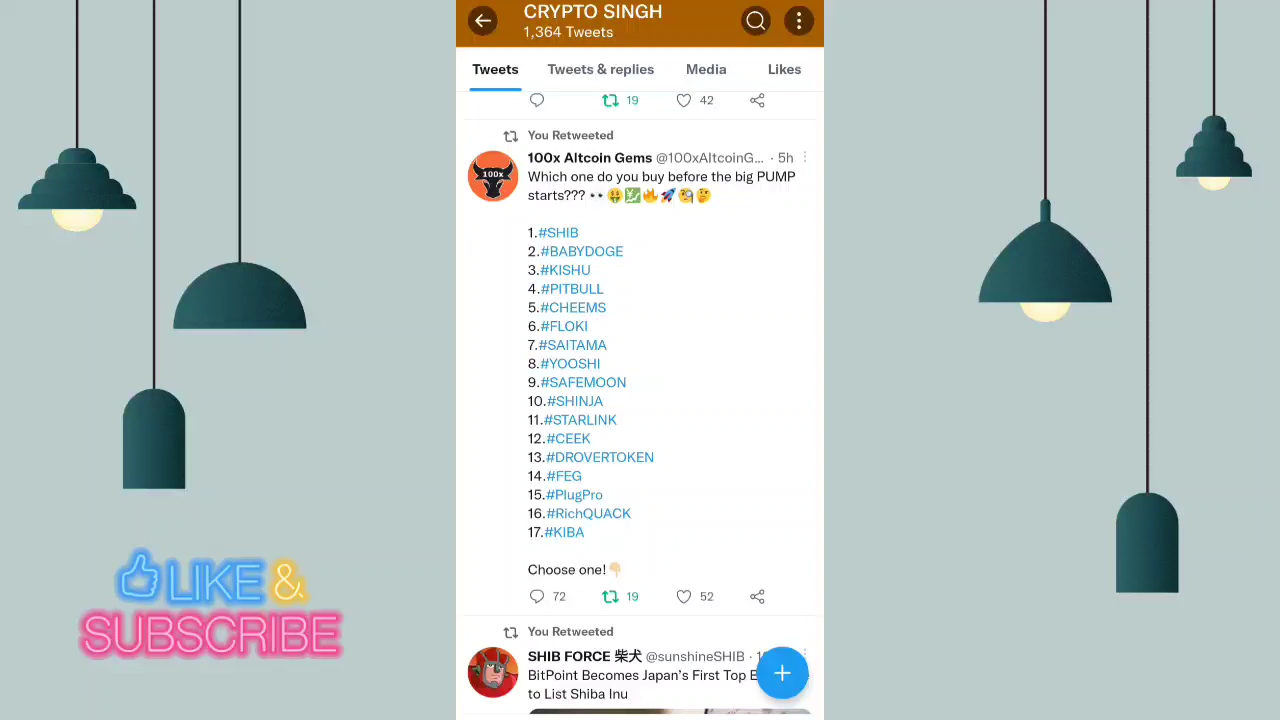 CRYPTO SINGH
1,364 Tweets
Tweets
Tweets & replies
Media
Likes
19
42
You Retweeted
100x Altcoin Gems @100xAltcoinG... · 5h
100x
Which one do you buy before the big PUMP
starts??? 👀🤑💹🔥🚀🧐🤔
1.#SHIB
2.#BABYDOGE
3.#KISHU
4.#PITBULL
5.#CHEEMS
6.#FLOKI
7.#SAITAMA
8.#YOOSHI
9.#SAFEMOON
10.#SHINJA
11.#STARLINK
12.#CEEK
13.#DROVERTOKEN
14.#FEG
15.#PlugPro
16.#RichQUACK
17.#KIBA
Choose one!👇🏻
72
19
52
You Retweeted
SHIB FORCE 柴犬 @sunshineSHIB ·
BitPoint Becomes Japan's First Top
to List Shiba Inu
LIKE &
SUBSCRIBE